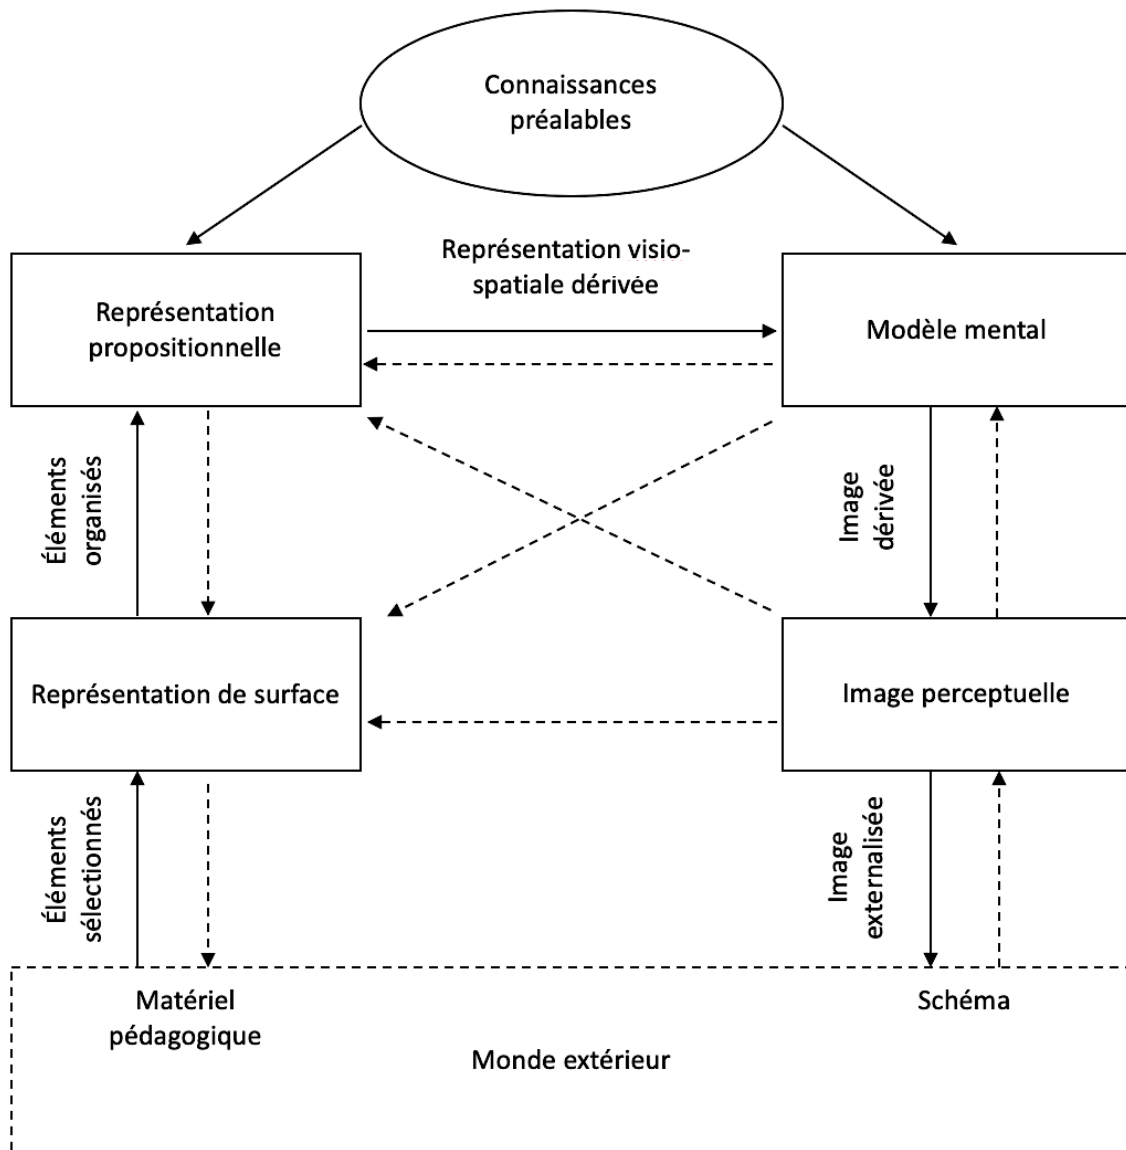 Connaissances
préalables
Représentation visio-
spatiale dérivée
Représentation
propositionnelle
Modèle mental
Éléments
organisés
Image
dérivée
Représentation de surface
Image perceptuelle
Éléments
sélectionnés
Image
externalisée
Matériel
pédagogique
Schéma
Monde extérieur